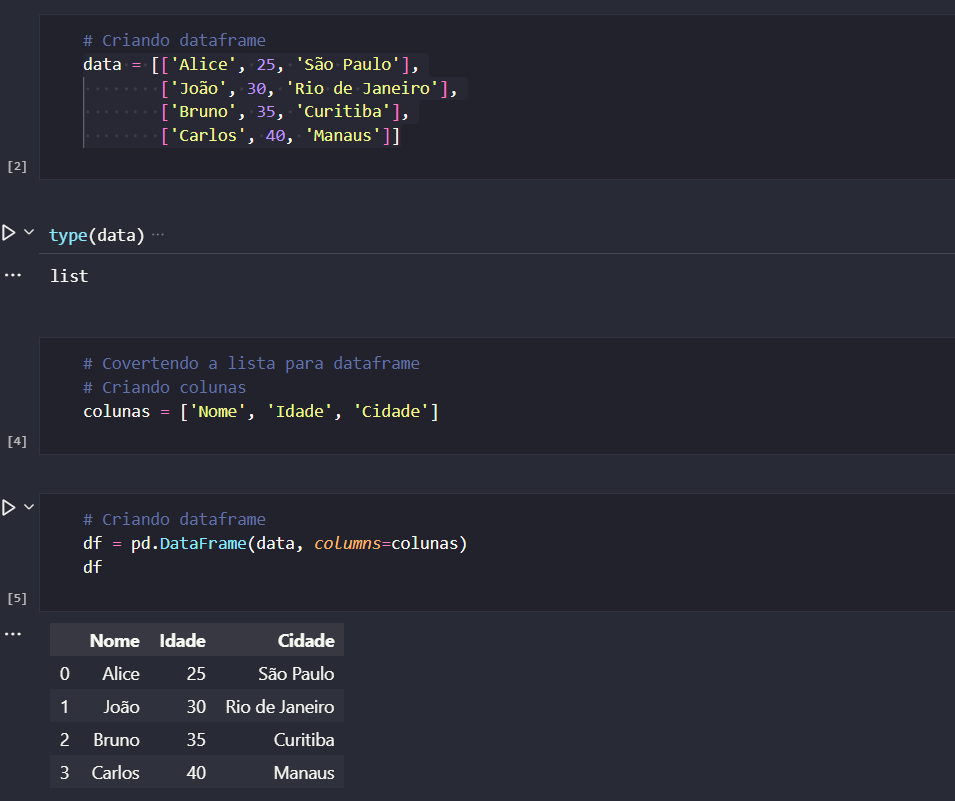 # Criando dataframe
data = [['Alice', 25, 'São Paulo'],
['João', 30, 'Rio de Janeiro'],
['Bruno', 35, 'Curitiba'],
['Carlos', 40, 'Manaus']]
[2]
type(data) ...
... list
# Covertendo a lista para dataframe
# Criando colunas
colunas = ['Nome', 'Idade', 'Cidade']
[4]
# Criando dataframe
df = pd.DataFrame(data, columns=colunas)
df
[5]
...
Nome Idade Cidade
0 Alice 25 São Paulo
1 João 30 Rio de Janeiro
2 Bruno 35 Curitiba
3 Carlos 40 Manaus